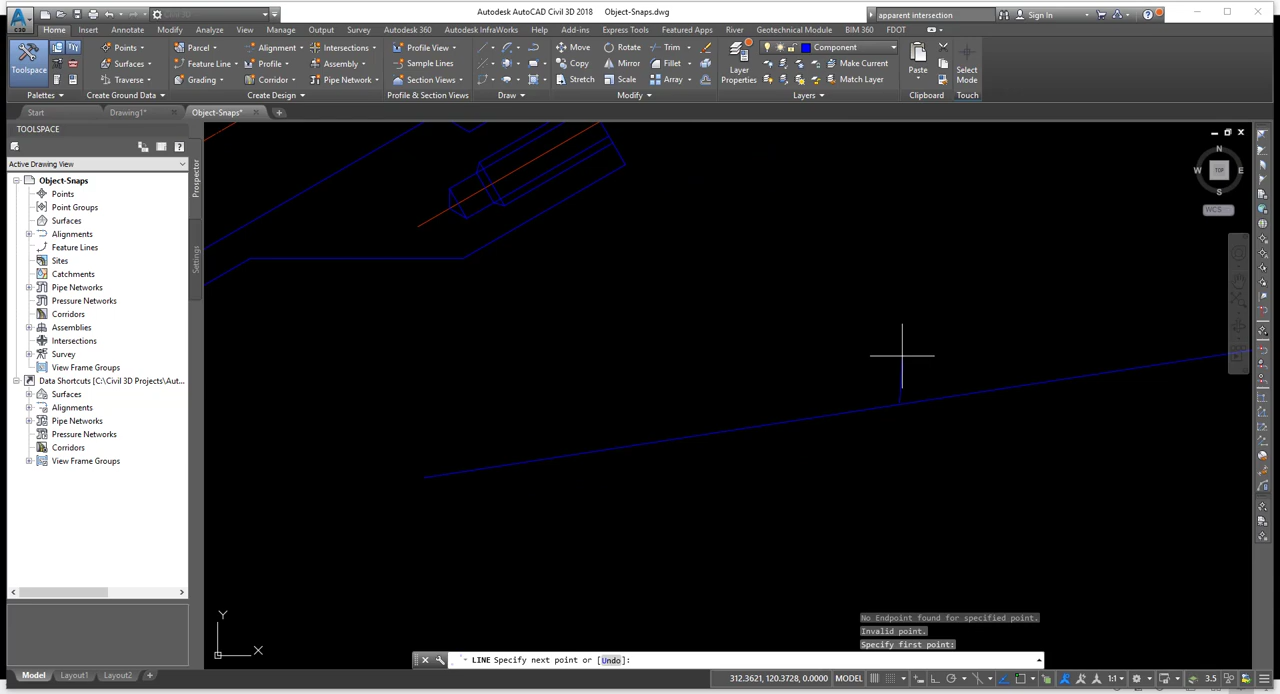 Autodesk AutoCAD Civil 3D 2018 Object-Snaps.dwg
apparent intersection
Sign In
C3D
Home Insert Annotate Modify Analyze View Manage Output Survey Autodesk 360 Autodesk InfraWorks Help Add-ins Express Tools Featured Apps River Geotechnical Module BIM 360 FDOT
Toolspace
Points
Surfaces
Traverse
Parcel
Feature Line
Grading
Alignment
Profile
Corridor
Intersections
Assembly
Pipe Network
Profile View
Sample Lines
Section Views
Move
Copy
Stretch
Rotate
Mirror
Scale
Trim
Fillet
Array
Layer Properties
Component
Make Current
Match Layer
Paste
Select Mode
Palettes Create Ground Data Create Design Profile & Section Views Draw Modify Layers Clipboard Touch
Start Drawing1* Object-Snaps*
TOOLSPACE
Active Drawing View
Object-Snaps
Points
Point Groups
Surfaces
Alignments
Feature Lines
Sites
Catchments
Pipe Networks
Pressure Networks
Corridors
Assemblies
Intersections
Survey
View Frame Groups
Data Shortcuts [C:\Civil 3D Projects\Aut...
Surfaces
Alignments
Pipe Networks
Pressure Networks
Corridors
View Frame Groups
Prospector
Settings
N
W TOP E
S
WCS
Y
X
No Endpoint found for specified point.
Invalid point.
Specify first point:
LINE Specify next point or [Undo]:
Model Layout1 Layout2
312.3621, 120.3728, 0.0000 MODEL 1:1 3.5